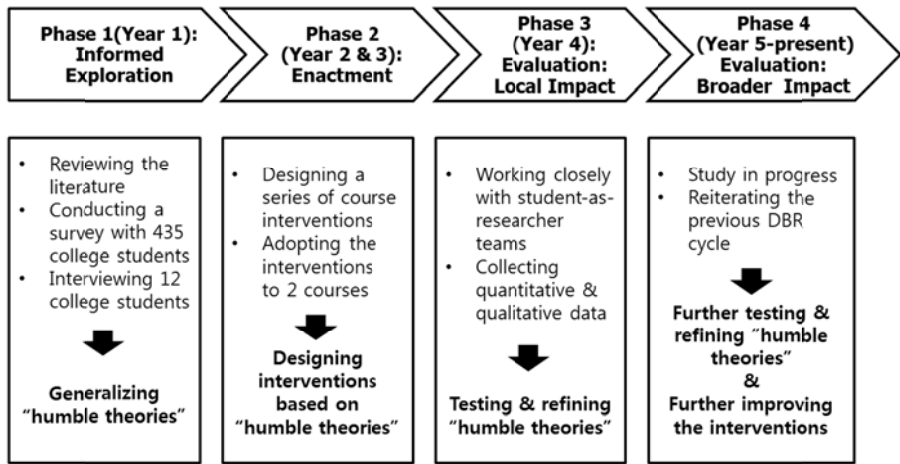 Phase 1(Year 1):
Informed
Exploration
Phase 2
(Year 2 & 3):
Enactment
Phase 3
(Year 4):
Evaluation:
Local Impact
Phase 4
(Year 5-present)
Evaluation:
Broader Impact
• Reviewing the
literature
• Conducting a
survey with 435
college students
• Interviewing 12
college students
Generalizing
“humble theories”
• Designing a
series of course
interventions
• Adopting the
interventions
to 2 courses
Designing
interventions
based on
“humble theories”
• Working closely
with student-as-
researcher
teams
• Collecting
quantitative &
qualitative data
Testing & refining
“humble theories”
• Study in progress
• Reiterating the
previous DBR
cycle
Further testing &
refining “humble
theories”
&
Further improving
the interventions